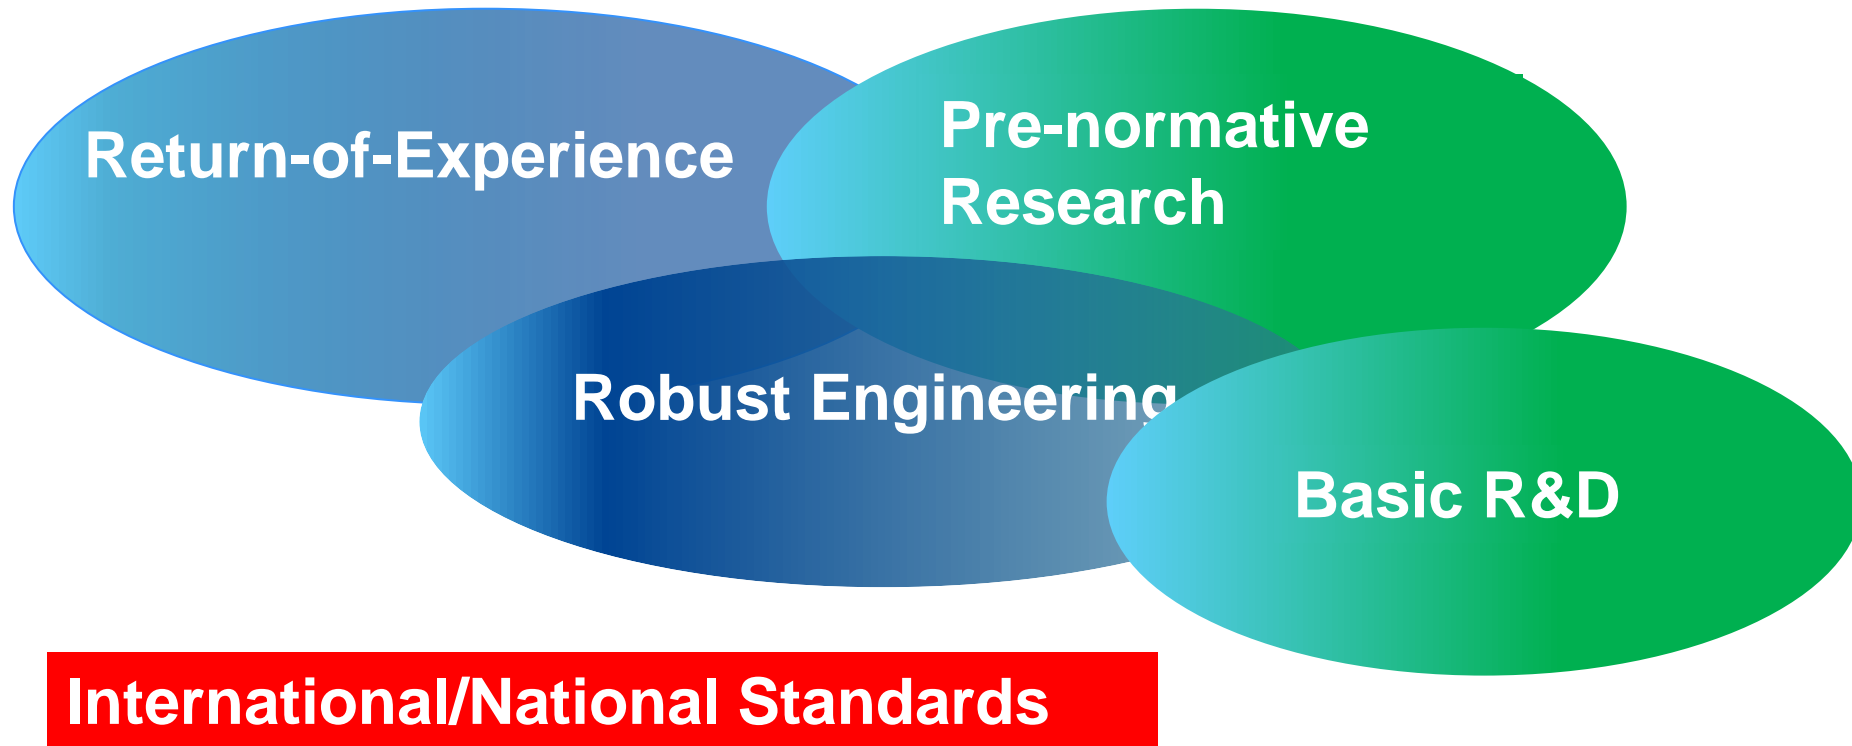 Return-of-Experience
Pre-normative
Research
Robust Engineering
Basic R&D
International/National Standards